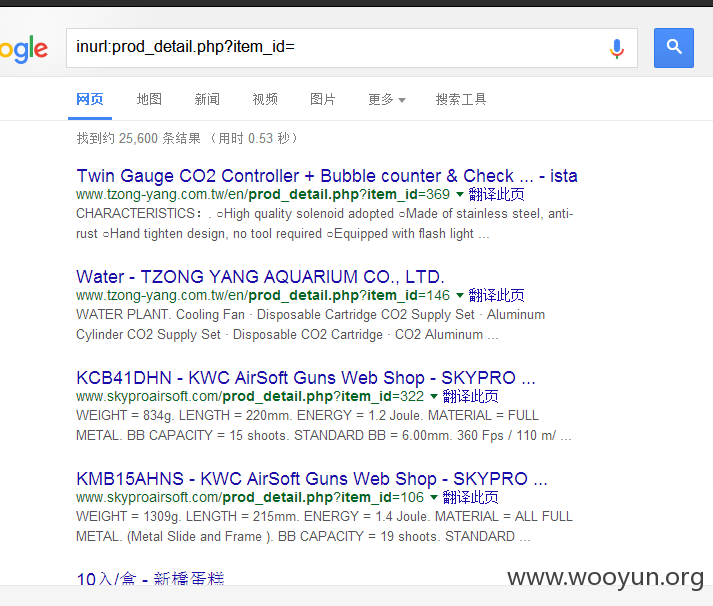 ogle
inurl:prod_detail.php?item_id=
网页 地图 新闻 视频 图片 更多 搜索工具
找到约 25,600 条结果 （用时 0.53 秒）
Twin Gauge CO2 Controller + Bubble counter & Check ... - ista
www.tzong-yang.com.tw/en/prod_detail.php?item_id=369 翻译此页
CHARACTERISTICS：. ○High quality solenoid adopted ○Made of stainless steel, anti-
rust ○Hand tighten design, no tool required ○Equipped with flash light ...
Water - TZONG YANG AQUARIUM CO., LTD.
www.tzong-yang.com.tw/en/prod_detail.php?item_id=146 翻译此页
WATER PLANT. Cooling Fan · Disposable Cartridge CO2 Supply Set · Aluminum
Cylinder CO2 Supply Set · Disposable CO2 Cartridge · CO2 Aluminum ...
KCB41DHN - KWC AirSoft Guns Web Shop - SKYPRO ...
www.skyproairsoft.com/prod_detail.php?item_id=322 翻译此页
WEIGHT = 834g. LENGTH = 220mm. ENERGY = 1.2 Joule. MATERIAL = FULL
METAL. BB CAPACITY = 15 shoots. STANDARD BB = 6.00mm. 360 Fps / 110 m/ ...
KMB15AHNS - KWC AirSoft Guns Web Shop - SKYPRO ...
www.skyproairsoft.com/prod_detail.php?item_id=106 翻译此页
WEIGHT = 1309g. LENGTH = 215mm. ENERGY = 1.4 Joule. MATERIAL = ALL FULL
METAL. (Metal Slide and Frame ). BB CAPACITY = 19 shoots. STANDARD ...
10入/盒 - 新橋蛋糕
www.wooyun.org